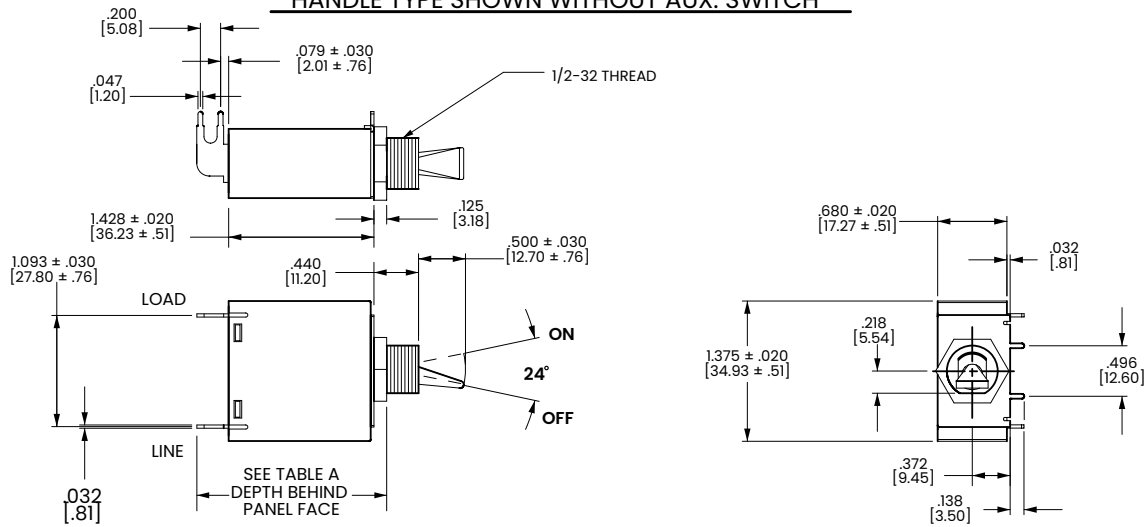 HANDLE TYPE SHOWN WITHOUT AUX. SWITCH
.200
[5.08]
.079 ± .030
[2.01 ± .76]
.047
[1.20]
1/2-32 THREAD
1.428 ± .020
[36.23 ± .51]
.125
[3.18]
1.093 ± .030
[27.80 ± .76]
.440
[11.20]
.500 ± .030
[12.70 ± .76]
LOAD
ON
24°
OFF
LINE
SEE TABLE A
DEPTH BEHIND
PANEL FACE
.032
[.81]
.680 ± .020
[17.27 ± .51]
.032
[.81]
.218
[5.54]
1.375 ± .020
[34.93 ± .51]
.496
[12.60]
.372
[9.45]
.138
[3.50]